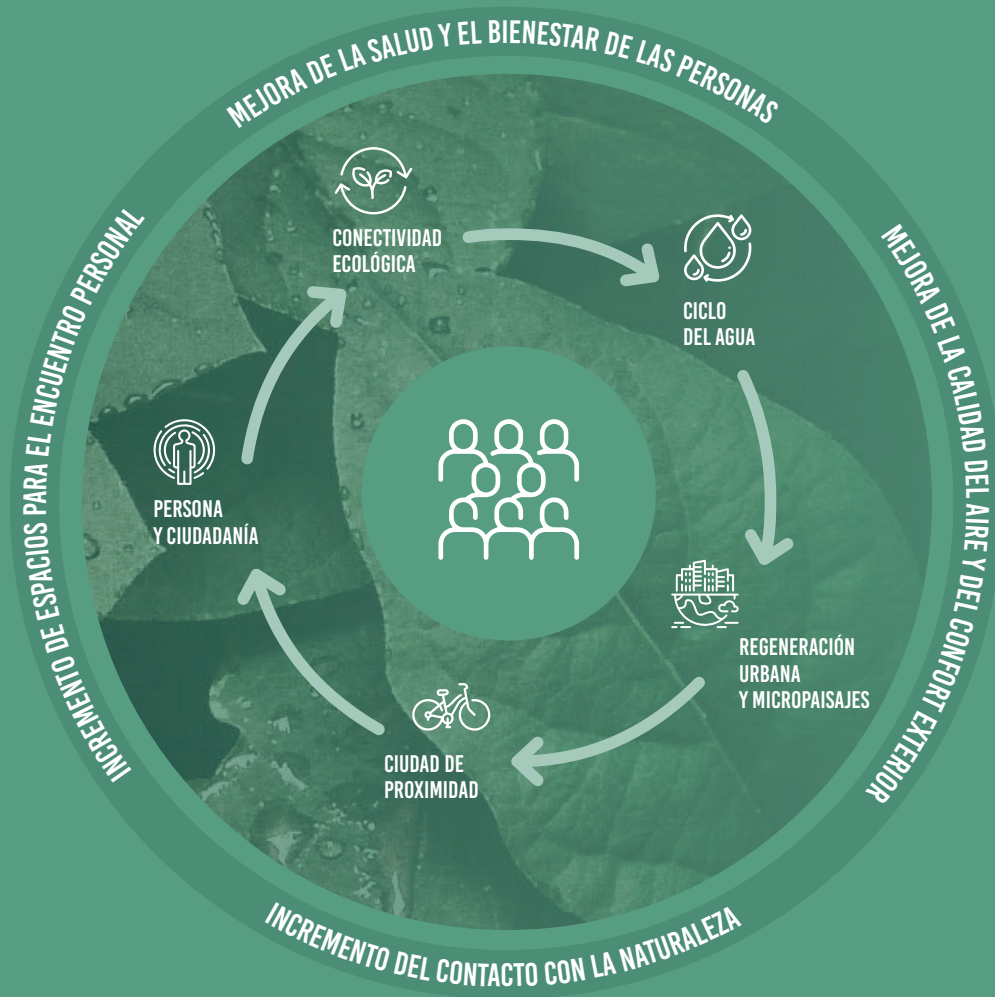 MEJORA DE LA SALUD Y EL BIENESTAR DE LAS PERSONAS
MEJORA DE LA CALIDAD DEL AIRE Y DEL CONFORT EXTERIOR
INCREMENTO DEL CONTACTO CON LA NATURALEZA
INCREMENTO DE ESPACIOS PARA EL ENCUENTRO PERSONAL
CONECTIVIDAD
ECOLÓGICA
CICLO
DEL AGUA
REGENERACIÓN
URBANA
Y MICROPAISAJES
CIUDAD DE
PROXIMIDAD
PERSONA
Y CIUDADANÍA